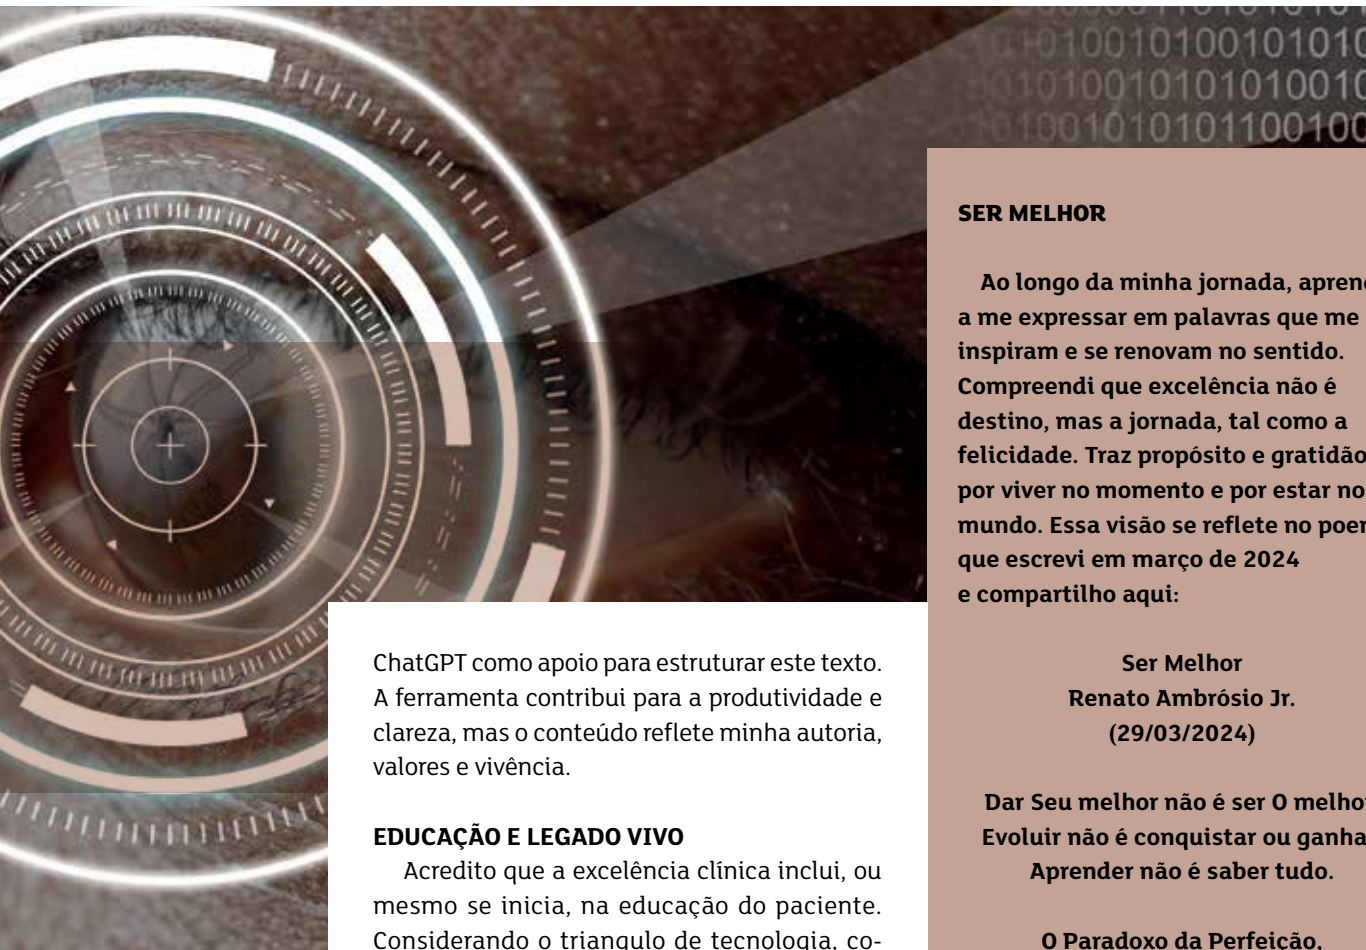 10100101001010
1010010101010010
10100101010110010
ChatGPT como apoio para estruturar este texto.
A ferramenta contribui para a produtividade e
clareza, mas o conteúdo reflete minha autoria,
valores e vivência.
EDUCAÇÃO E LEGADO VIVO
Acredito que a excelência clínica inclui, ou
mesmo se inicia, na educação do paciente.
Considerando o triangulo de tecnologia, co-
SER MELHOR
Ao longo da minha jornada,
a me expressar em palavras que me
inspiram e se renovam no sentido.
Compreendi que excelência não é
destino, mas a jornada, tal como a
felicidade. Traz propósito e gratidão
por viver no momento e por estar no
mundo. Essa visão se reflete no
que escrevi em março de 2024
e compartilho aqui:
Ser Melhor
Renato Ambrósio Jr.
(29/03/2024)
Dar Seu melhor não é ser O
Evoluir não é conquistar ou
Aprender não é saber tudo.
O Paradoxo da Perfeição,